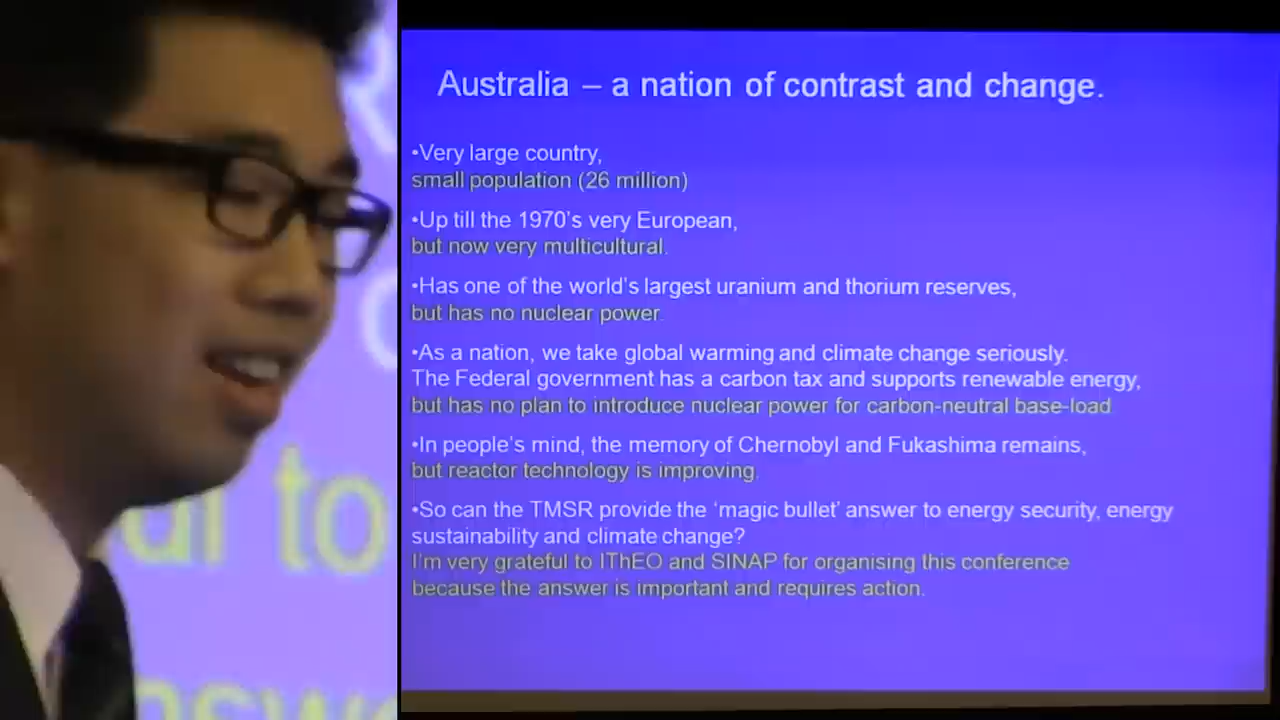 Australia – a nation of contrast and change.
•Very large country,
small population (26 million)
•Up till the 1970's very European,
but now very multicultural.
•Has one of the world's largest uranium and thorium reserves,
but has no nuclear power.
•As a nation, we take global warming and climate change seriously.
The Federal government has a carbon tax and supports renewable energy,
but has no plan to introduce nuclear power for carbon-neutral base-load
•In people's mind, the memory of Chernobyl and Fukashima remains,
but reactor technology is improving.
•So can the TMSR provide the 'magic bullet' answer to energy security, energy
sustainability and climate change?
I'm very grateful to IThEO and SINAP for organising this conference
because the answer is important and requires action.
to